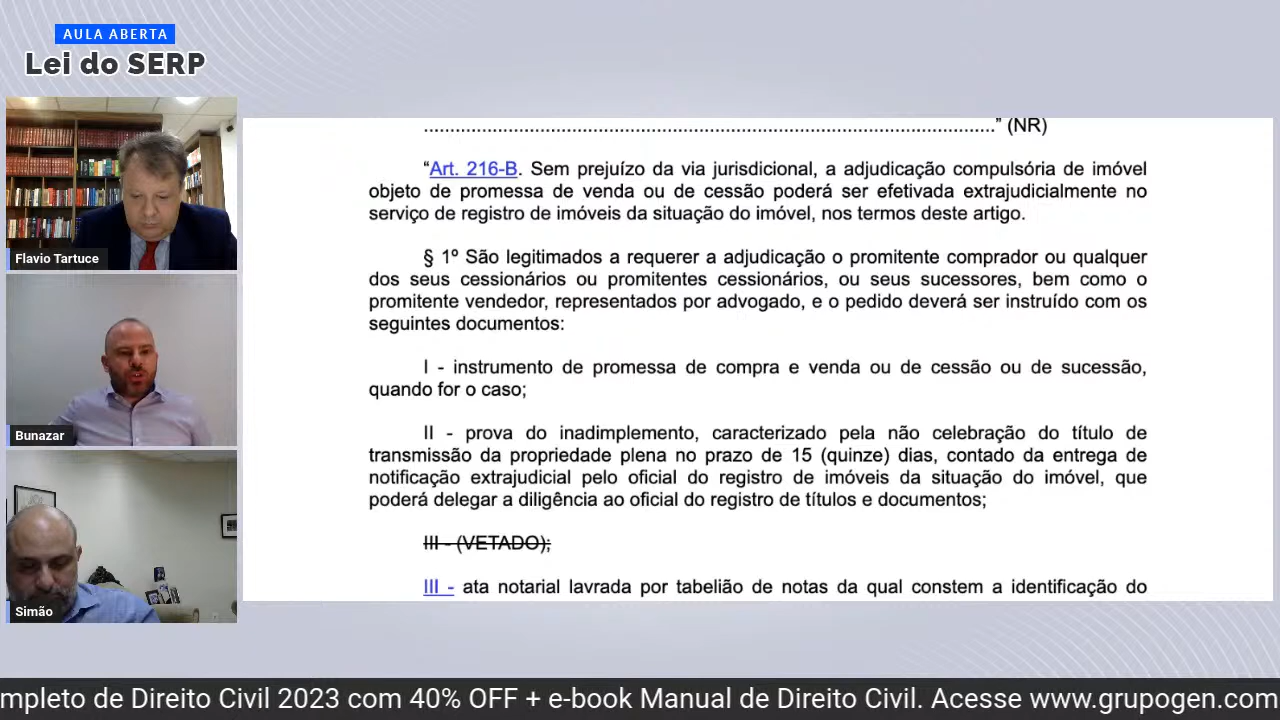 AULA ABERTA
Lei do SERP
Flavio Tartuce
Bunazar
Simão
...................................................................................................................” (NR)
“Art. 216-B. Sem prejuízo da via jurisdicional, a adjudicação compulsória de imóvel
objeto de promessa de venda ou de cessão poderá ser efetivada extrajudicialmente no
serviço de registro de imóveis da situação do imóvel, nos termos deste artigo.
§ 1º São legitimados a requerer a adjudicação o promitente comprador ou qualquer
dos seus cessionários ou promitentes cessionários, ou seus sucessores, bem como o
promitente vendedor, representados por advogado, e o pedido deverá ser instruído com os
seguintes documentos:
I - instrumento de promessa de compra e venda ou de cessão ou de sucessão,
quando for o caso;
II - prova do inadimplemento, caracterizado pela não celebração do título de
transmissão da propriedade plena no prazo de 15 (quinze) dias, contado da entrega de
notificação extrajudicial pelo oficial do registro de imóveis da situação do imóvel, que
poderá delegar a diligência ao oficial do registro de títulos e documentos;
III - (VETADO);
III - ata notarial lavrada por tabelião de notas da qual constem a identificação do
mpleto de Direito Civil 2023 com 40% OFF + e-book Manual de Direito Civil. Acesse www.grupogen.com